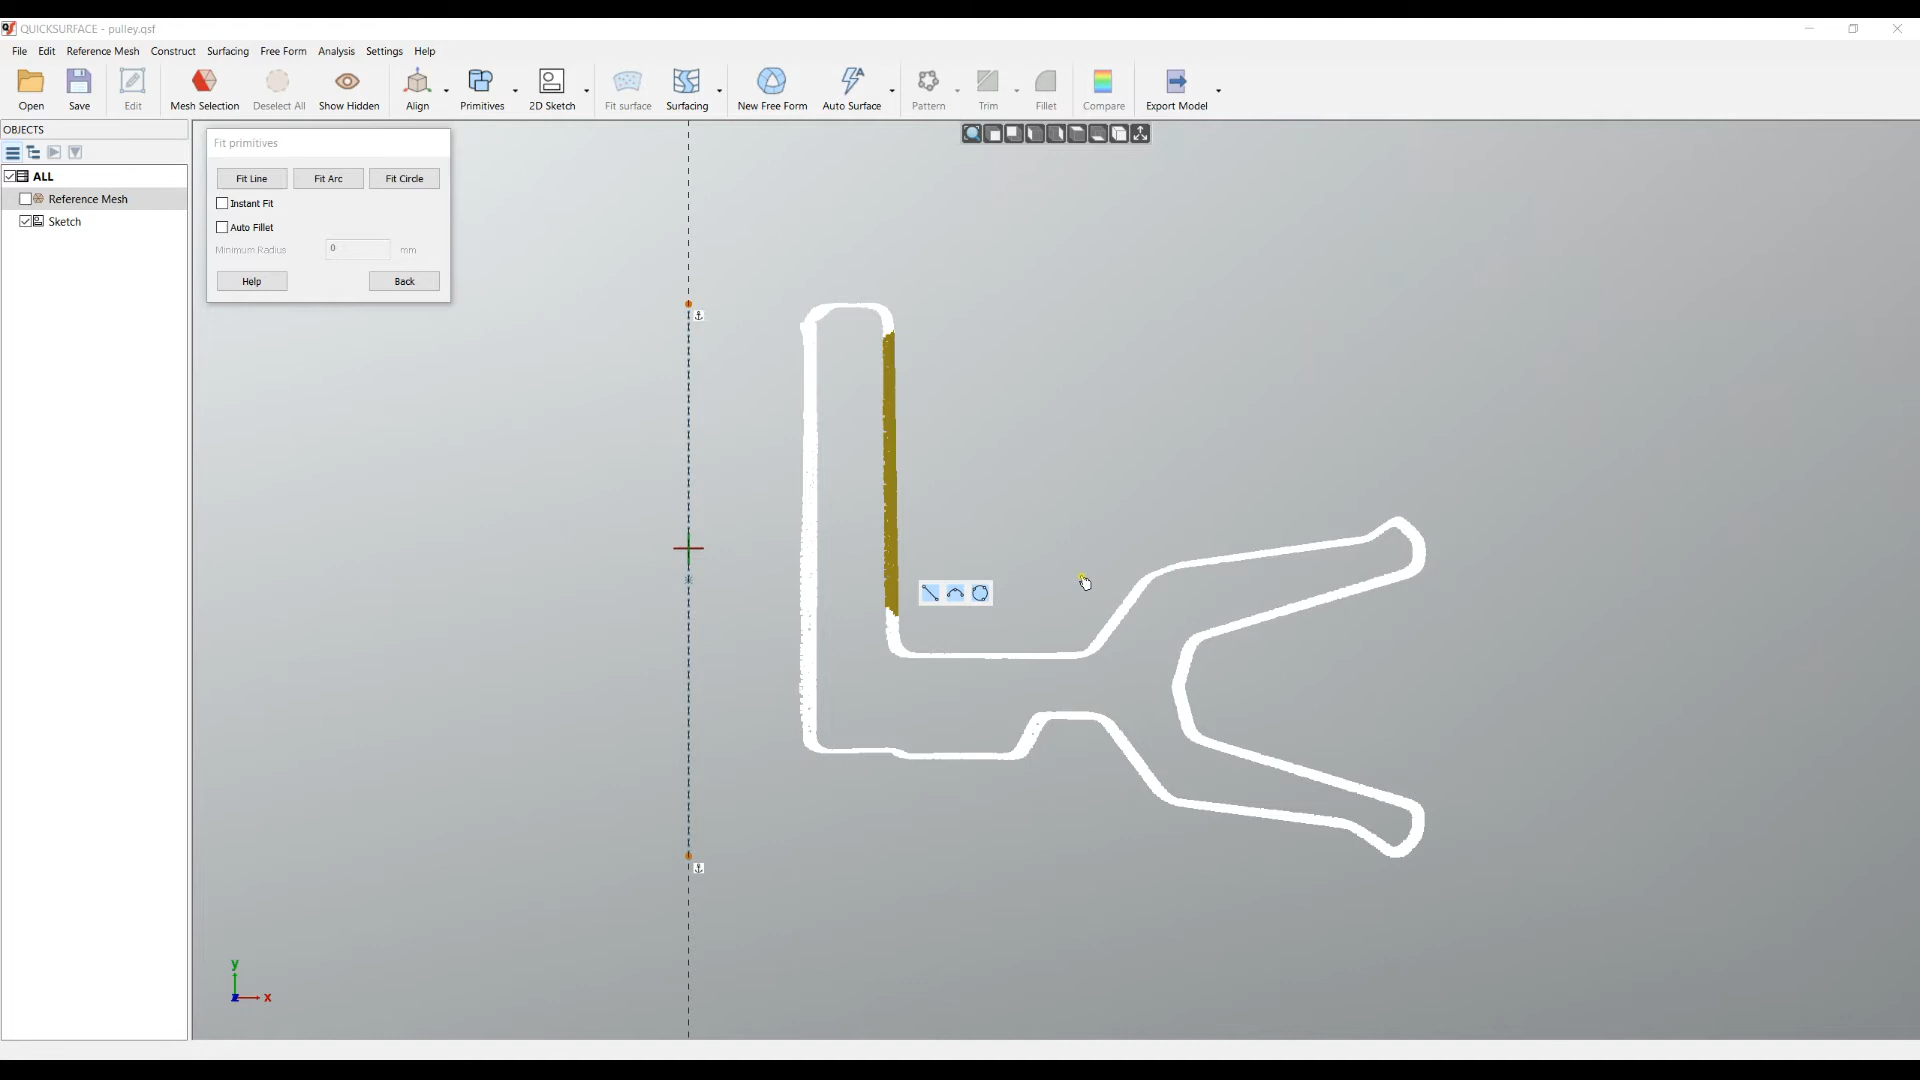 QUICKSURFACE - pulley.qsf
File Edit Reference Mesh Construct Surfacing Free Form Analysis Settings Help
Open Save Edit Mesh Selection Deselect All Show Hidden Align Primitives 2D Sketch Fit surface Surfacing New Free Form Auto Surface Pattern Trim Fillet Compare Export Model
OBJECTS
ALL
Reference Mesh
Sketch
Fit primitives
Fit Line Fit Arc Fit Circle
Instant Fit
Auto Fillet
Minimum Radius 0 mm
Help Back
y
z x